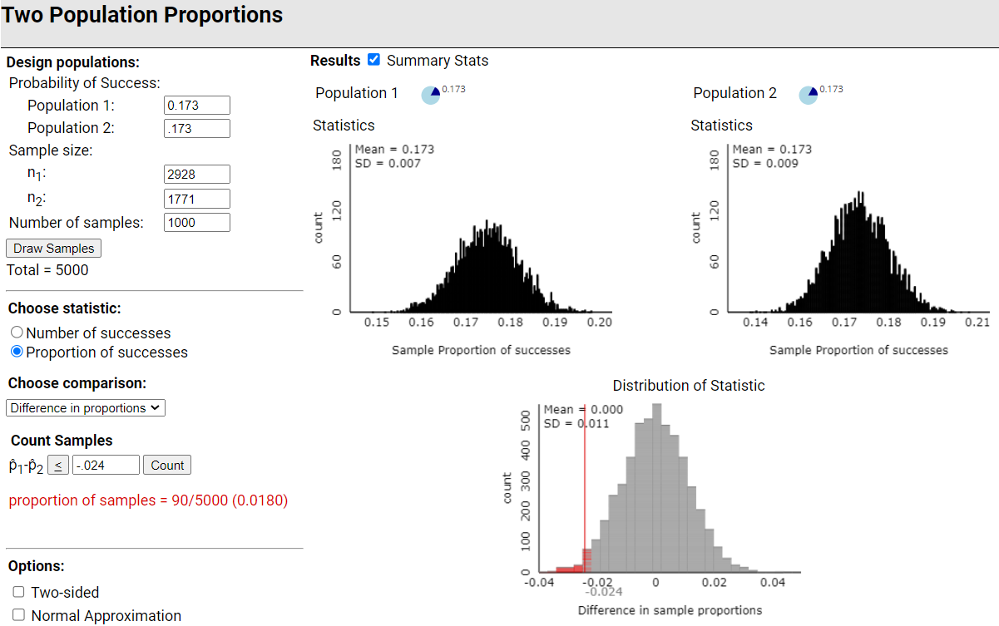 Two Population Proportions
Design populations:
Probability of Success:
Population 1: 0.173
Population 2: .173
Sample size:
n1: 2928
n2: 1771
Number of samples: 1000
Draw Samples
Total = 5000
Choose statistic:
Number of successes
Proportion of successes
Choose comparison:
Difference in proportions
Count Samples
p̂1-p̂2 ≤ -.024 Count
proportion of samples = 90/5000 (0.0180)
Options:
Two-sided
Normal Approximation
Results Summary Stats
Population 1 0.173
Statistics
Mean = 0.173
SD = 0.007
180
120
60
0
count
0.15 0.16 0.17 0.18 0.19 0.20
Sample Proportion of successes
Population 2 0.173
Statistics
Mean = 0.173
SD = 0.009
180
120
60
0
count
0.14 0.16 0.17 0.18 0.19 0.21
Sample Proportion of successes
Distribution of Statistic
Mean = 0.000
SD = 0.011
500
400
300
200
100
0
count
-0.04 -0.02 0 0.02 0.04
-0.024
Difference in sample proportions